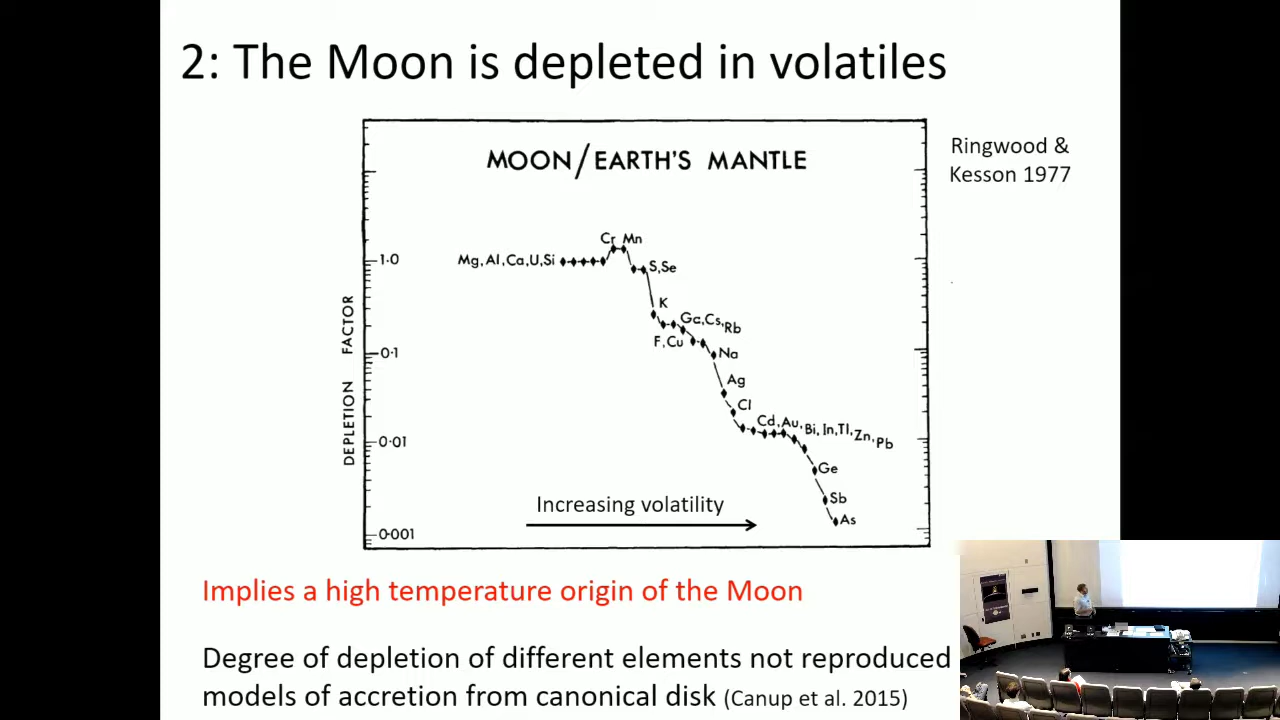 2: The Moon is depleted in volatiles
MOON/EARTH'S MANTLE
Ringwood &
Kesson 1977
Cr Mn
1.0
Mg, Al, Ca, U, Si
S, Se
K
Ga, Cs, Rb
F, Cu
0.1
Na
Ag
Cl
Cd, Au, Bi, In, Tl, Zn, Pb
0.01
Ge
Sb
As
0.001
DEPLETION FACTOR
Increasing volatility
Implies a high temperature origin of the Moon
Degree of depletion of different elements not reproduced
models of accretion from canonical disk (Canup et al. 2015)